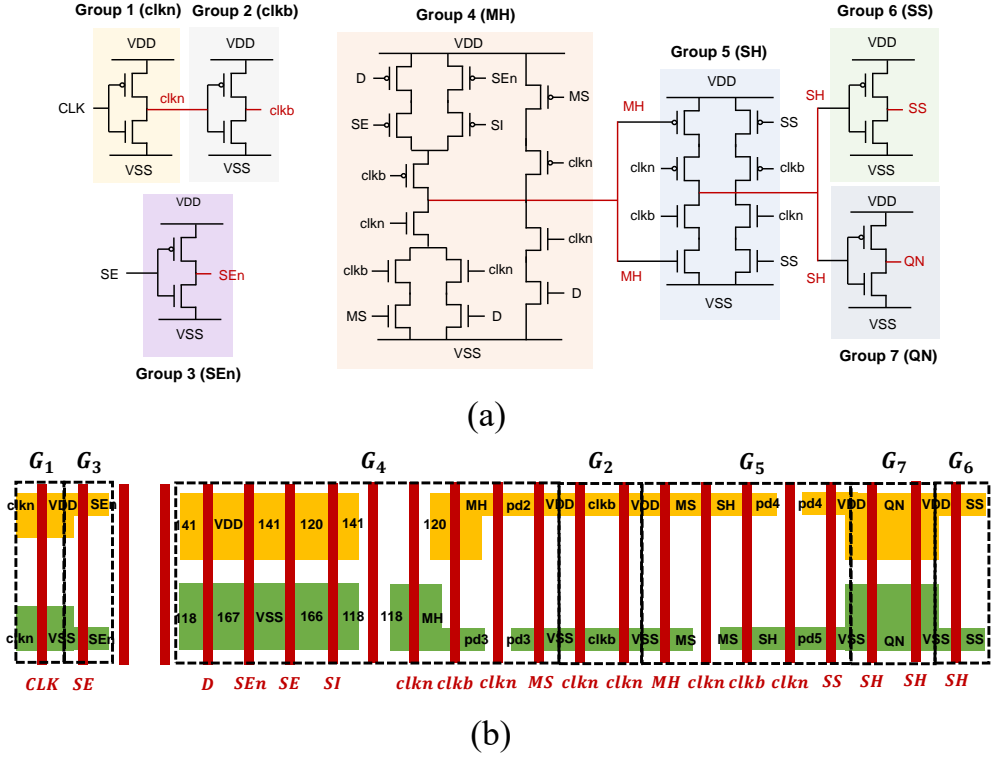 Group 1 (clkn) Group 2 (clkb) Group 4 (MH) Group 6 (SS)
VDD VDD VDD VDD
Group 5 (SH)
CLK clkn clkb
D SEn MS VDD MH SH SS
SE SI SS
VSS VSS VSS
clkb clkn clkn clkb
VDD VDD
clkn clkn clkb clkn
SE SEn clkb clkn MH SS SH QN
MS D D
VSS VSS VSS VSS
Group 3 (SEn) Group 7 (QN)
(a)
G1 G3 G4 G2 G5 G7 G6
clkn VDD SEn 141 VDD 141 120 141 120 MH pd2 VDD clkb VDD MS SH pd4 pd4 VDD QN VDD SS
clkn VSS SEn 118 167 VSS 166 118 118 MH pd3 pd3 VSS clkb VSS MS MS SH pd5 VSS QN VSS SS
CLK SE D SEn SE SI clkn clkb clkn MS clkn clkn MH clkn clkb clkn SS SH SH SH
(b)